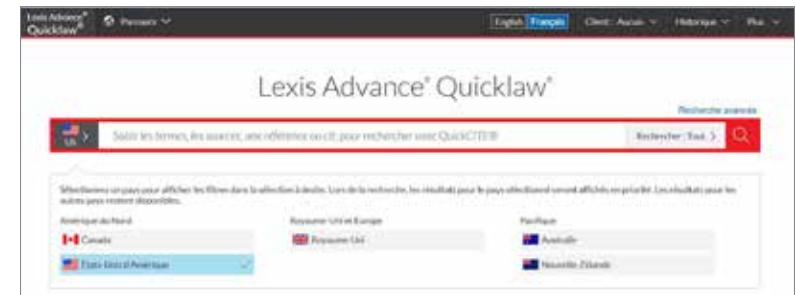 Lexis Advance®
Quicklaw®
Parcourir
English Français
Client : Aucun
Historique
Plus
Lexis Advance® Quicklaw®
Recherche avancée
US
Saisir les termes, les sources, une référence ou cit: pour rechercher avec QuickCITE®
Rechercher : Tout
Sélectionnez un pays pour afficher les filtres dans la sélection à droite. Lors de la recherche, les résultats pour le pays sélectionné seront affichés en priorité. Les résultats pour les
autres pays restent disponibles.
Amérique du Nord
Royaume-Uni et Europe
Pacifique
Canada
Royaume-Uni
Australie
États-Unis d'Amérique
Nouvelle-Zélande